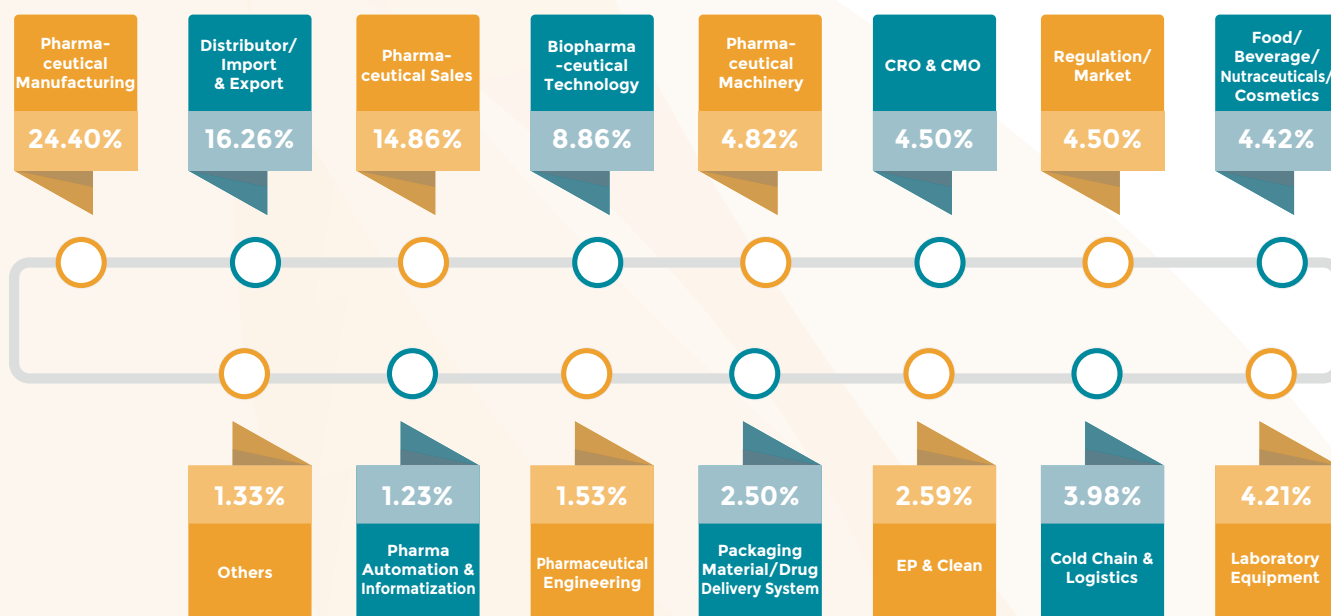 Pharma-
ceutical
Manufacturing
24.40%
Distributor/
Import
& Export
16.26%
Pharma-
ceutical Sales
14.86%
Biopharma
-ceutical
Technology
8.86%
Pharma-
ceutical
Machinery
4.82%
CRO & CMO
4.50%
Regulation/
Market
4.50%
Food/
Beverage/
Nutraceuticals/
Cosmetics
4.42%
1.33%
Others
1.23%
Pharma
Automation &
Informatization
1.53%
Pharmaceutical
Engineering
2.50%
Packaging
Material/Drug
Delivery System
2.59%
EP & Clean
3.98%
Cold Chain &
Logistics
4.21%
Laboratory
Equipment